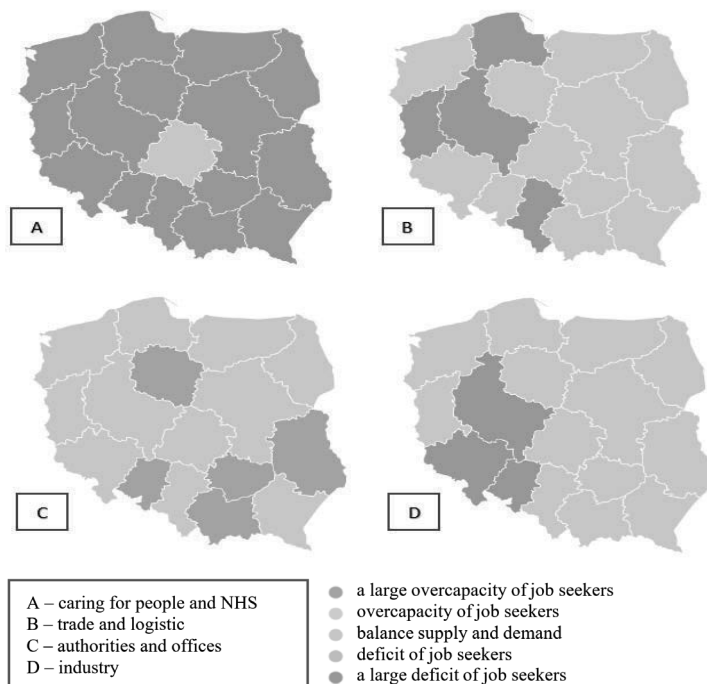 A
B
C
D
A – caring for people and NHS
B – trade and logistic
C – authorities and offices
D – industry
a large overcapacity of job seekers
overcapacity of job seekers
balance supply and demand
deficit of job seekers
a large deficit of job seekers